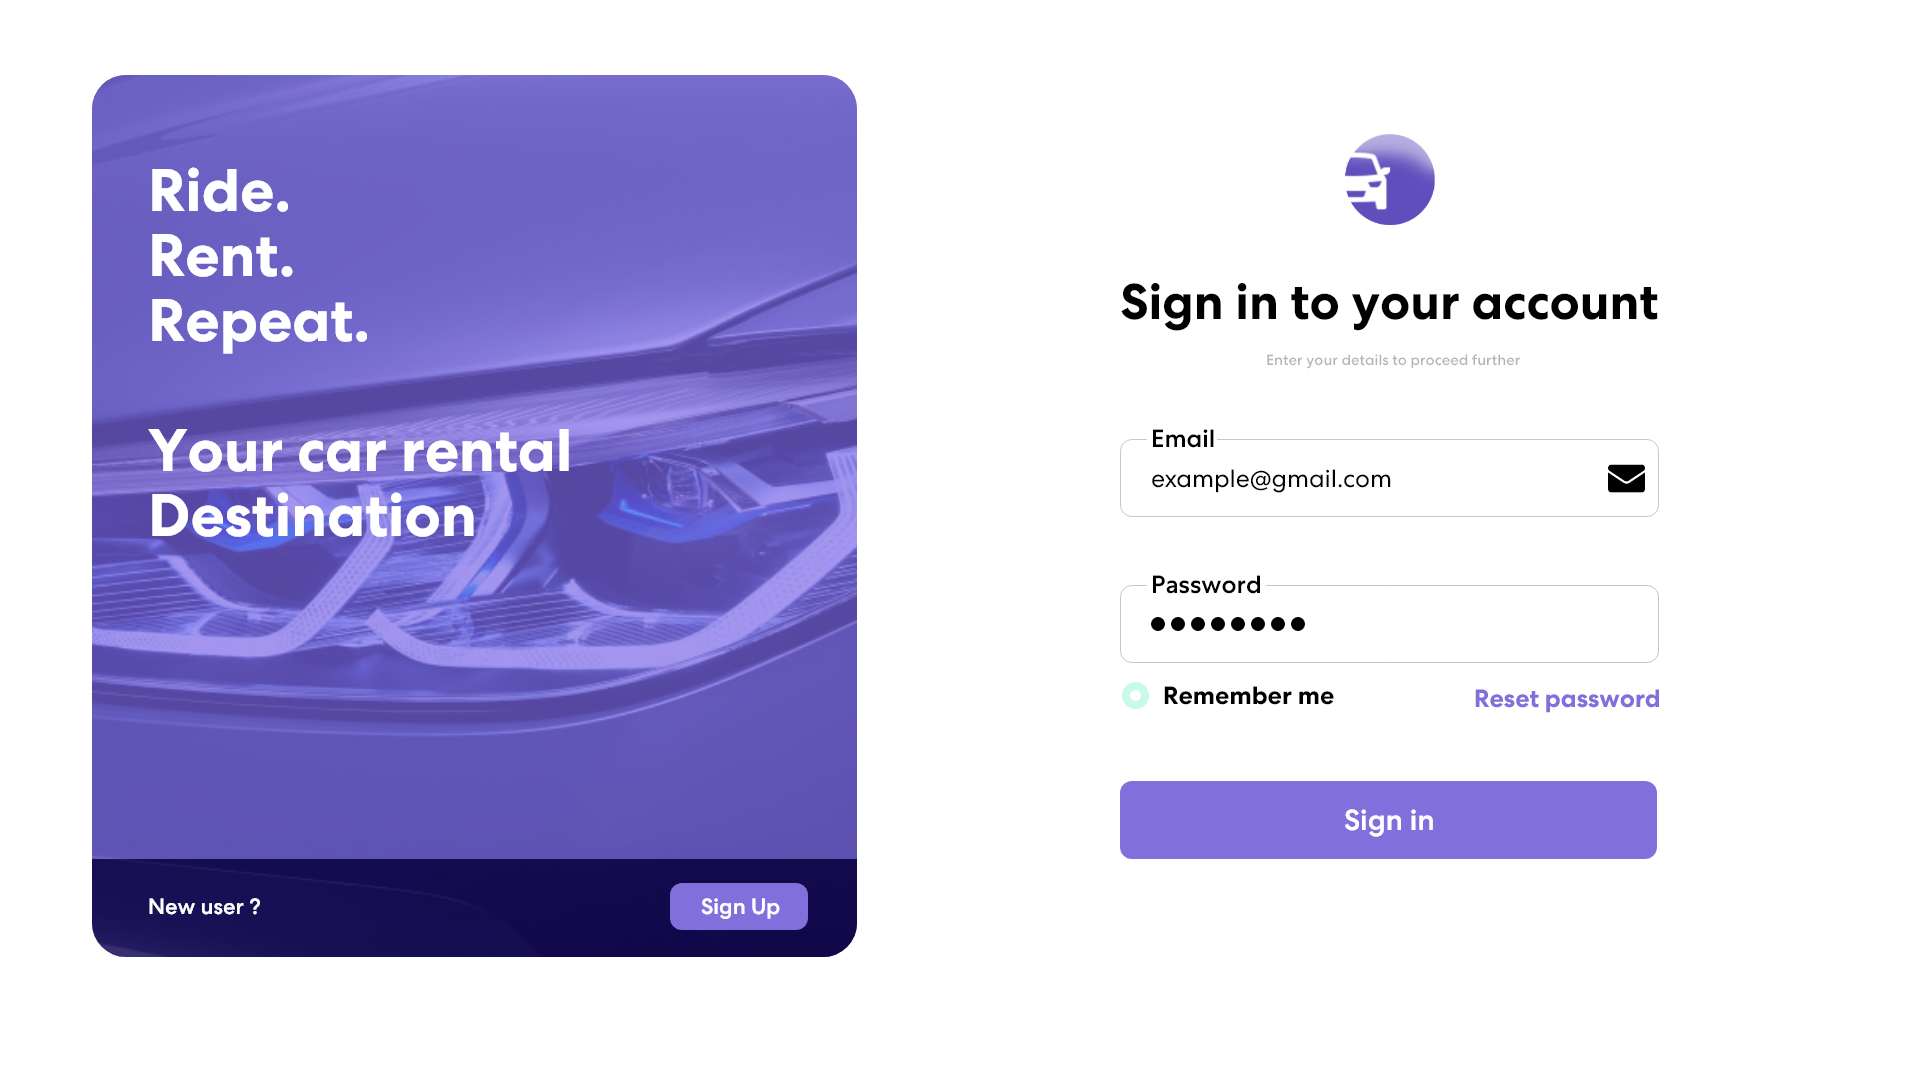 Ride.
Rent.
Repeat.
Your car rental
Destination
New user ?
Sign Up
Sign in to your account
Enter your details to proceed further
Email
example@gmail.com
Password
Remember me
Reset password
Sign in